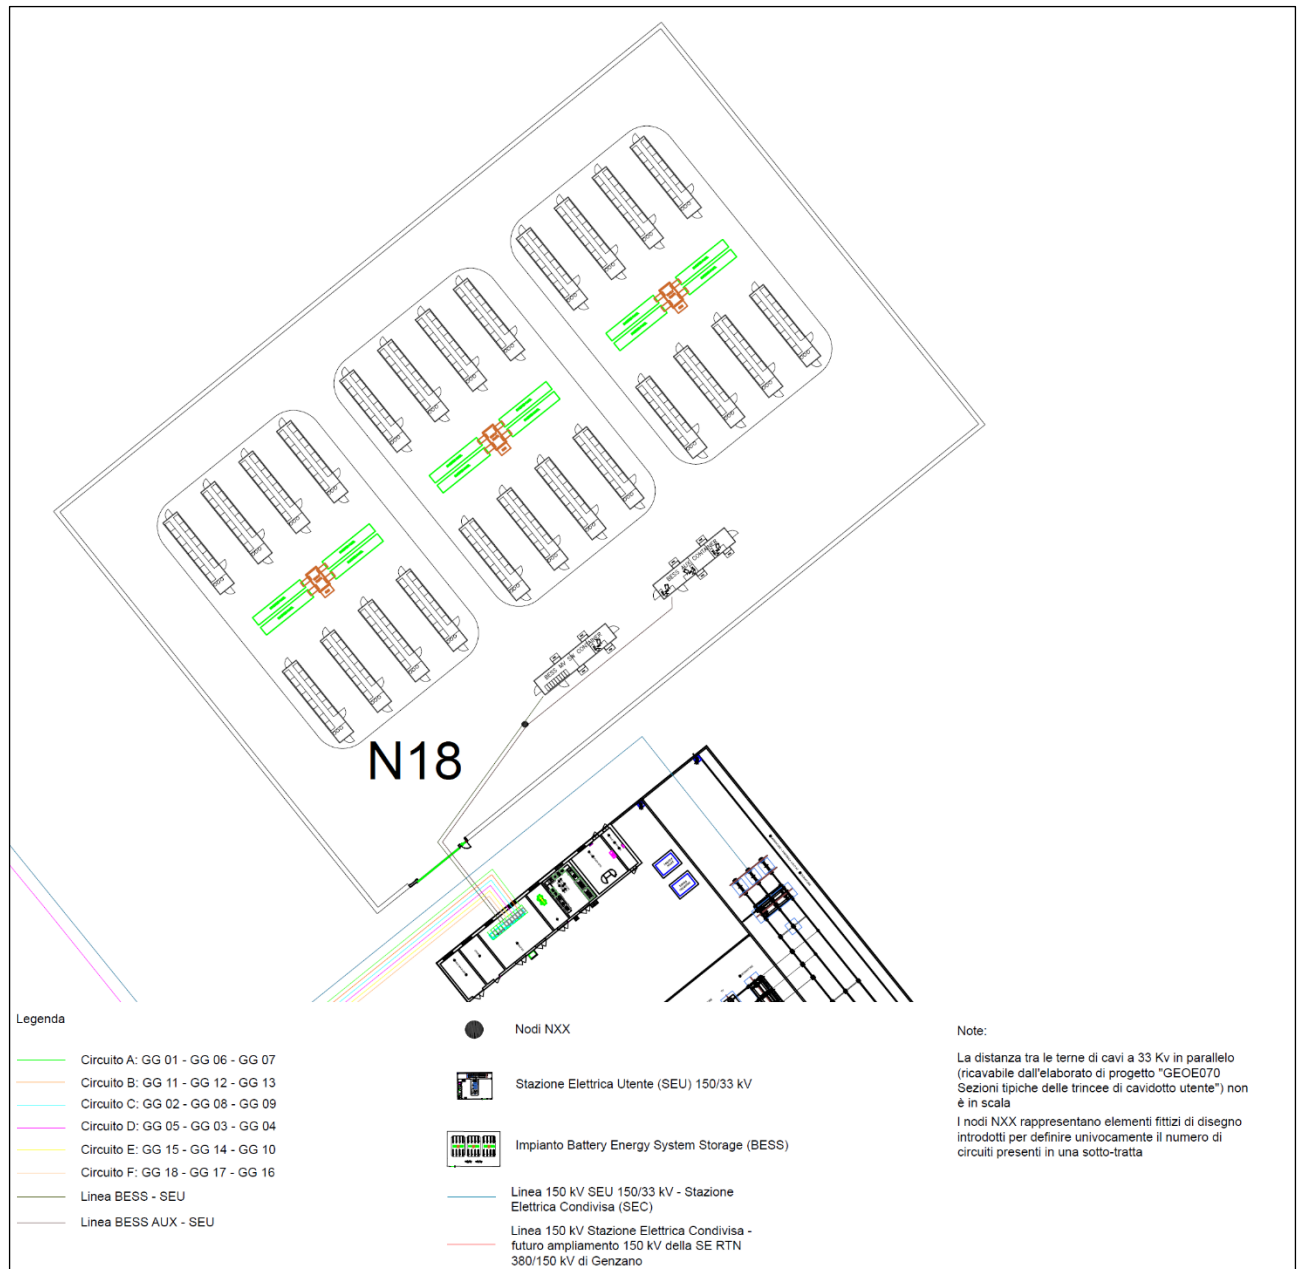 BESS AUX CONTAINER
BESS MV SW CONTAINER
N18
Legenda
Circuito A: GG 01 - GG 06 - GG 07
Circuito B: GG 11 - GG 12 - GG 13
Circuito C: GG 02 - GG 08 - GG 09
Circuito D: GG 05 - GG 03 - GG 04
Circuito E: GG 15 - GG 14 - GG 10
Circuito F: GG 18 - GG 17 - GG 16
Linea BESS - SEU
Linea BESS AUX - SEU
Nodi NXX
Stazione Elettrica Utente (SEU) 150/33 kV
Impianto Battery Energy System Storage (BESS)
Linea 150 kV SEU 150/33 kV - Stazione
Elettrica Condivisa (SEC)
Linea 150 kV Stazione Elettrica Condivisa -
futuro ampliamento 150 kV della SE RTN
380/150 kV di Genzano
Note:
La distanza tra le terne di cavi a 33 Kv in parallelo
(ricavabile dall'elaborato di progetto "GEOE070
Sezioni tipiche delle trincee di cavidotto utente") non
è in scala
I nodi NXX rappresentano elementi fittizi di disegno
introdotti per definire univocamente il numero di
circuiti presenti in una sotto-tratta